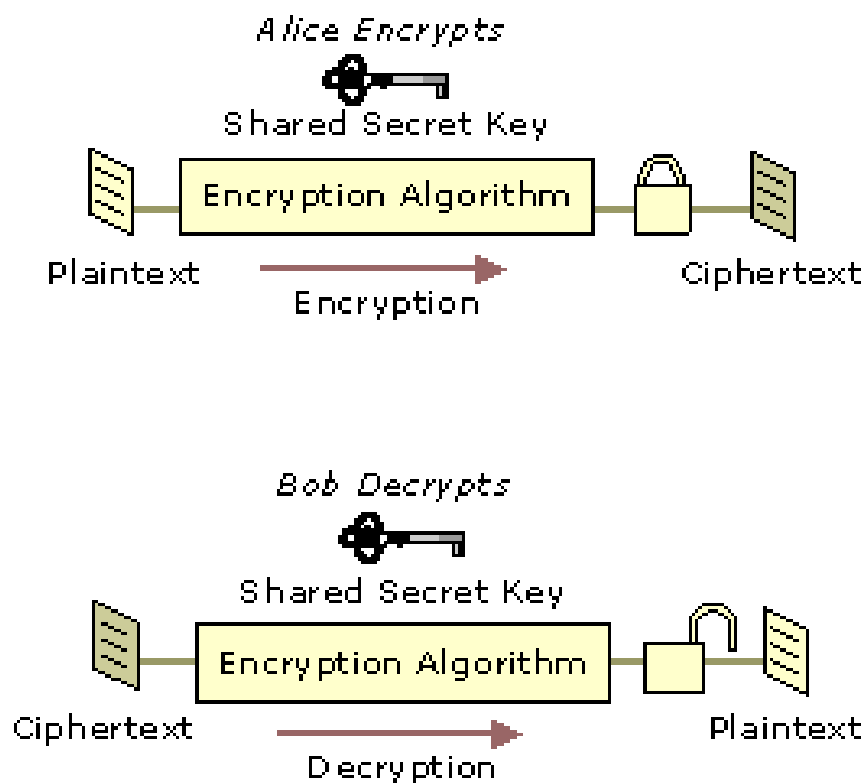 Alice Encrypts
Shared Secret Key
Encryption Algorithm
Plaintext
Ciphertext
Encryption
Bob Decrypts
Shared Secret Key
Encryption Algorithm
Ciphertext
Plaintext
Decryption